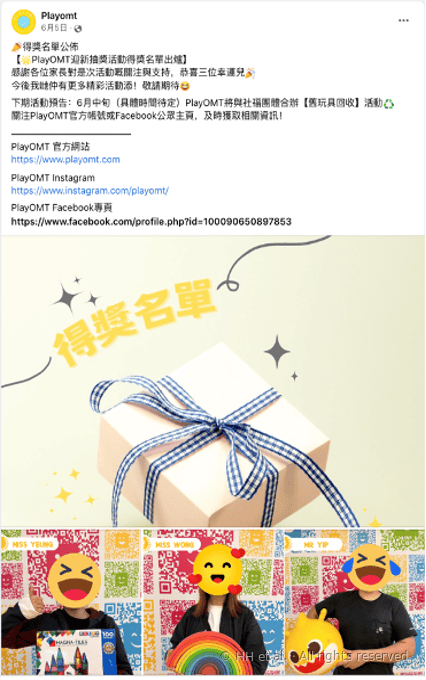 Playomt
6月5日
得獎名單公佈
【PlayOMT迎新抽獎活動得獎名單出爐】
感謝各位家長對是次活動嘅關注與支持，恭喜三位幸運兒
今後我哋仲有更多精彩活動添！敬請期待
下期活動預告：6月中旬（具體時間待定）PlayOMT將與社福團體合辦【舊玩具回收】活動
關注PlayOMT官方帳號或Facebook公眾主頁，及時獲取相關資訊！
PlayOMT 官方網站
https://www.playomt.com
PlayOMT Instagram
https://www.instagram.com/playomt/
PlayOMT Facebook專頁
https://www.facebook.com/profile.php?id=100090650897853
得獎名單
MISS YEUNG
MISS WONG
MR YIP
MAGNA-TILES
100
All rights reserved.